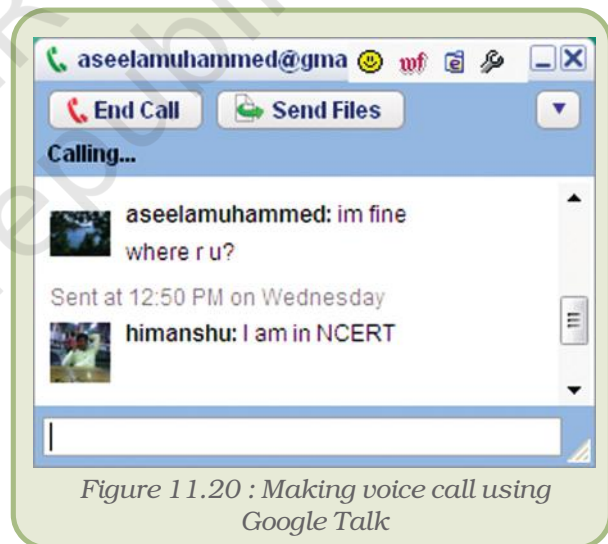 aseelamuhammed@gma
End Call Send Files
Calling...
aseelamuhammed: im fine
where r u?
Sent at 12:50 PM on Wednesday
himanshu: I am in NCERT
Figure 11.20 : Making voice call using
Google Talk